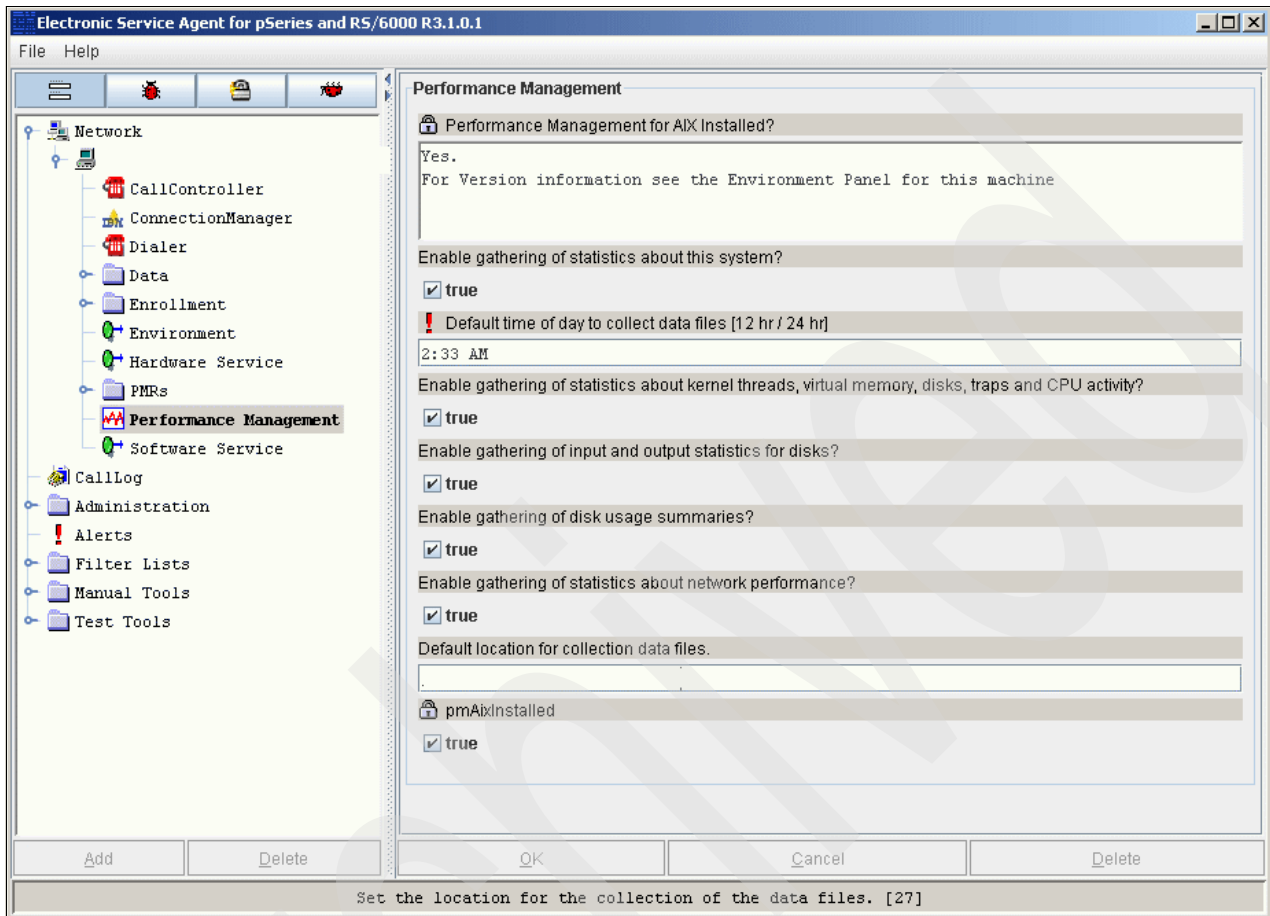 Electronic Service Agent for pSeries and RS/6000 R3.1.0.1
File Help
Network
CallController
IBM ConnectionManager
Dialer
Data
Enrollment
Environment
Hardware Service
PMRs
Performance Management
Software Service
CallLog
Administration
Alerts
Filter Lists
Manual Tools
Test Tools
Add Delete
Performance Management
Performance Management for AIX Installed?
Yes.
For Version information see the Environment Panel for this machine
Enable gathering of statistics about this system?
true
Default time of day to collect data files [12 hr / 24 hr]
2:33 AM
Enable gathering of statistics about kernel threads, virtual memory, disks, traps and CPU activity?
true
Enable gathering of input and output statistics for disks?
true
Enable gathering of disk usage summaries?
true
Enable gathering of statistics about network performance?
true
Default location for collection data files.
pmAixInstalled
true
OK Cancel Delete
Set the location for the collection of the data files. [27]